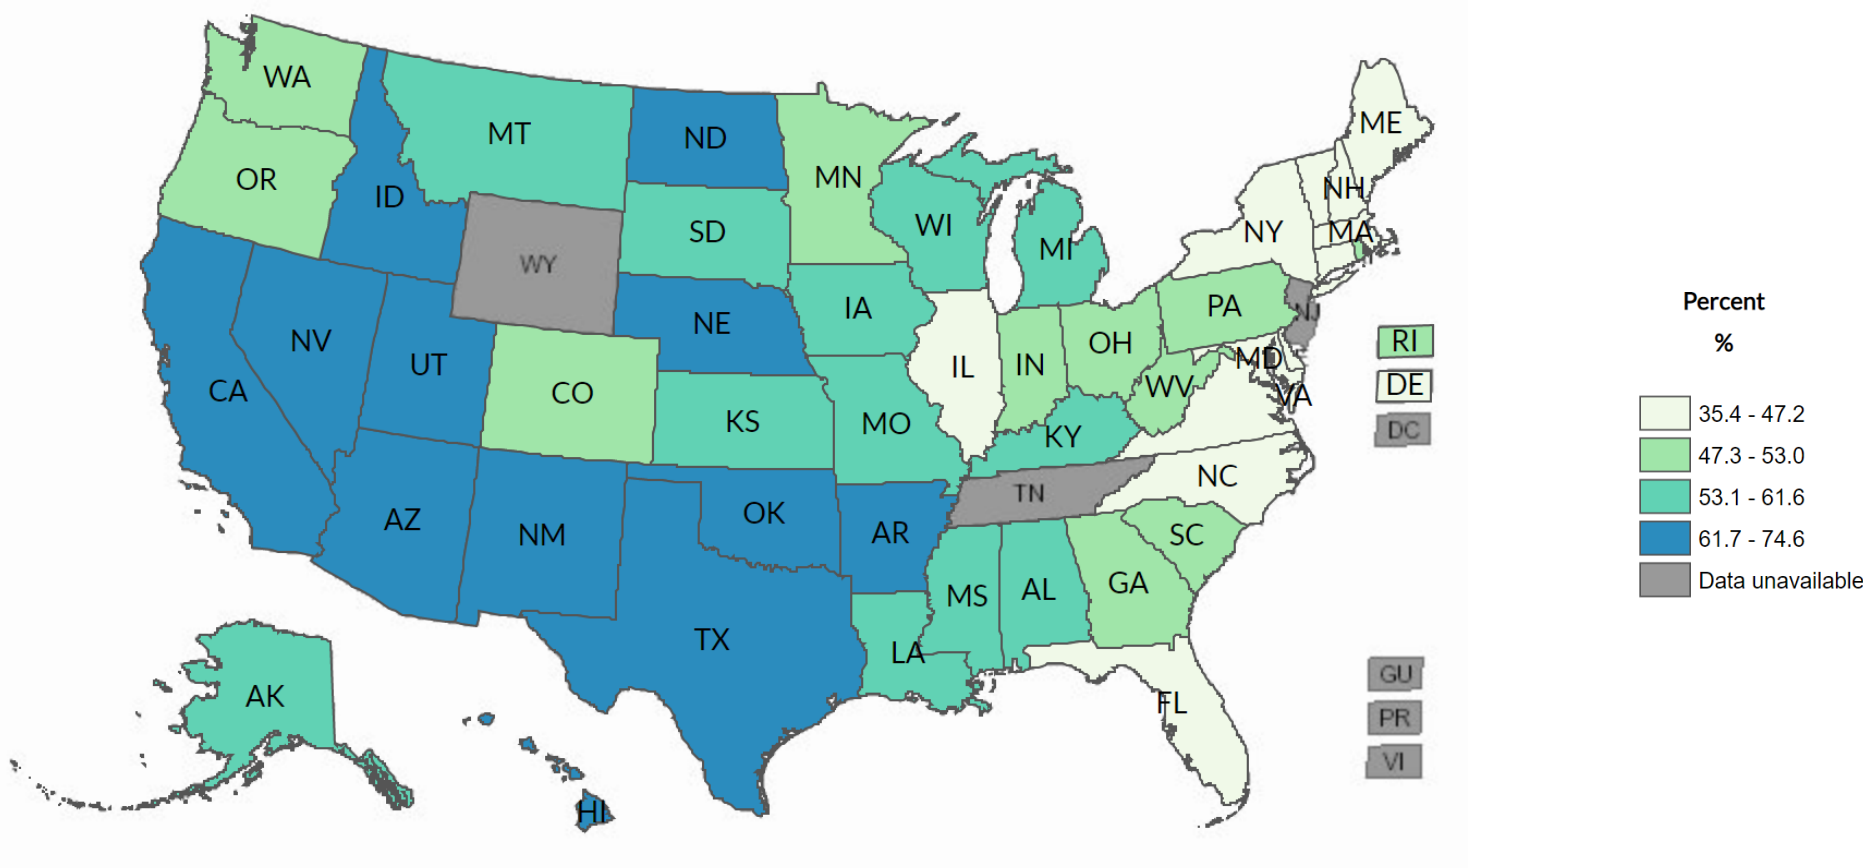 WA
MT
ND
ME
OR
ID
MN
NH
SD
WI
MI
NY
MA
WY
NE
IA
PA
NJ
NV
UT
CO
IL
IN
OH
MD
RI
CA
KS
MO
KY
WV
VA
DE
DC
AZ
NM
OK
AR
TN
NC
SC
TX
MS
AL
GA
LA
FL
AK
HI
GU
PR
VI
Percent
%
35.4 - 47.2
47.3 - 53.0
53.1 - 61.6
61.7 - 74.6
Data unavailable